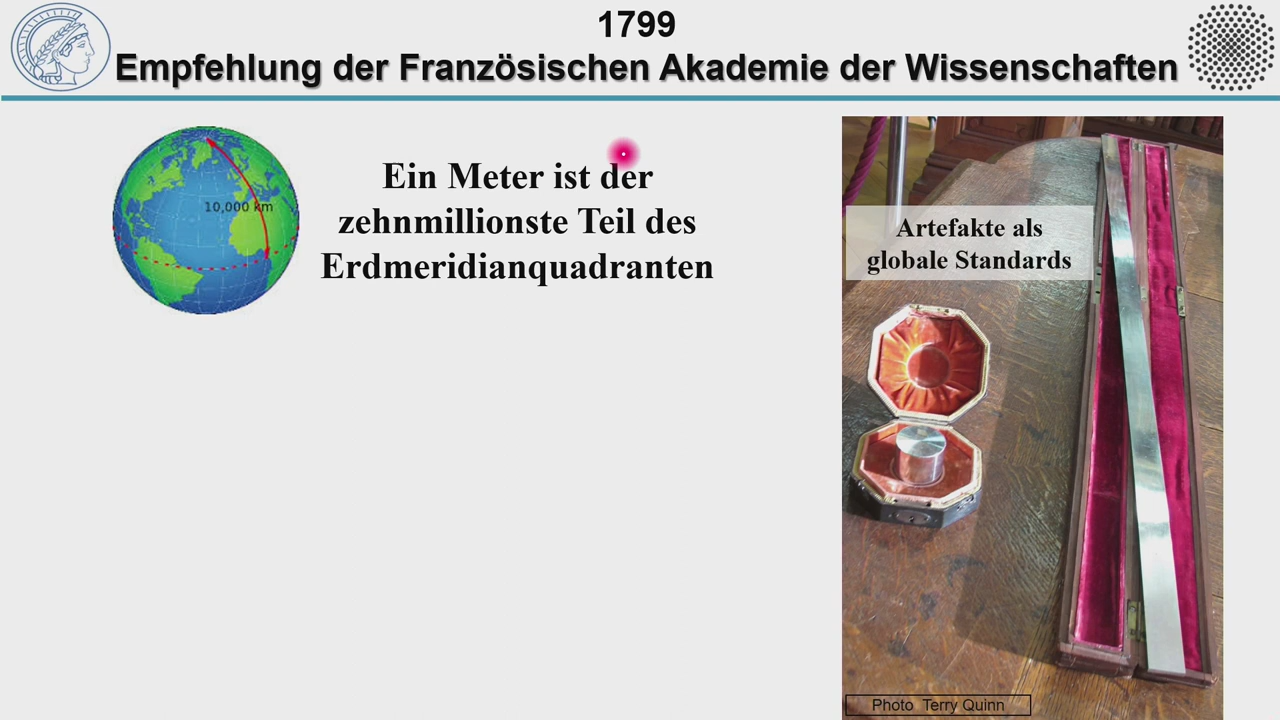 1799
Empfehlung der Französischen Akademie der Wissenschaften
10,000 km
Ein Meter ist der
zehnmillionste Teil des
Erdmeridianquadranten
Artefakte als
globale Standards
Photo Terry Quinn